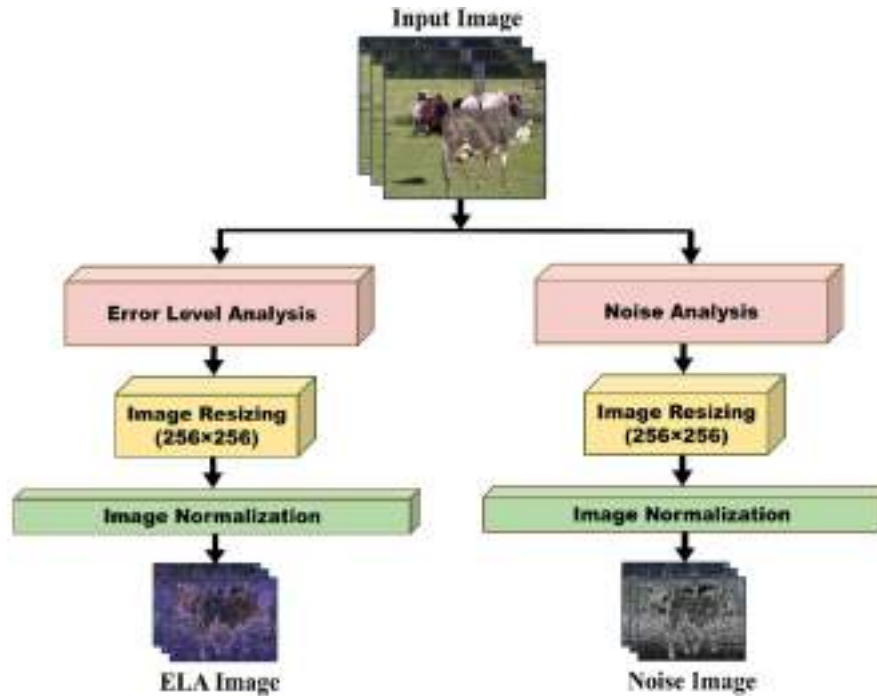 Input Image
Error Level Analysis
Noise Analysis
Image Resizing
(256×256)
Image Resizing
(256×256)
Image Normalization
Image Normalization
ELA Image
Noise Image